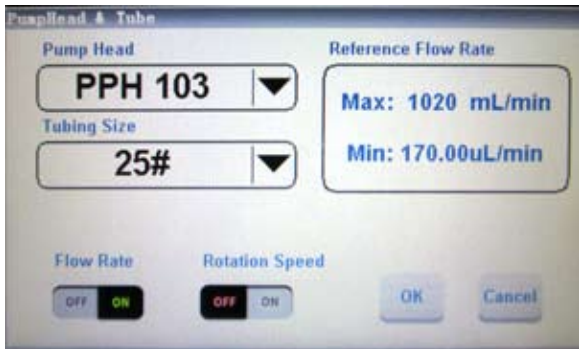 PumpHead & Tube
Pump Head
PPH 103
Tubing Size
25#
Reference Flow Rate
Max: 1020 mL/min
Min: 170.00uL/min
Flow Rate
OFF ON
Rotation Speed
OFF ON
OK
Cancel